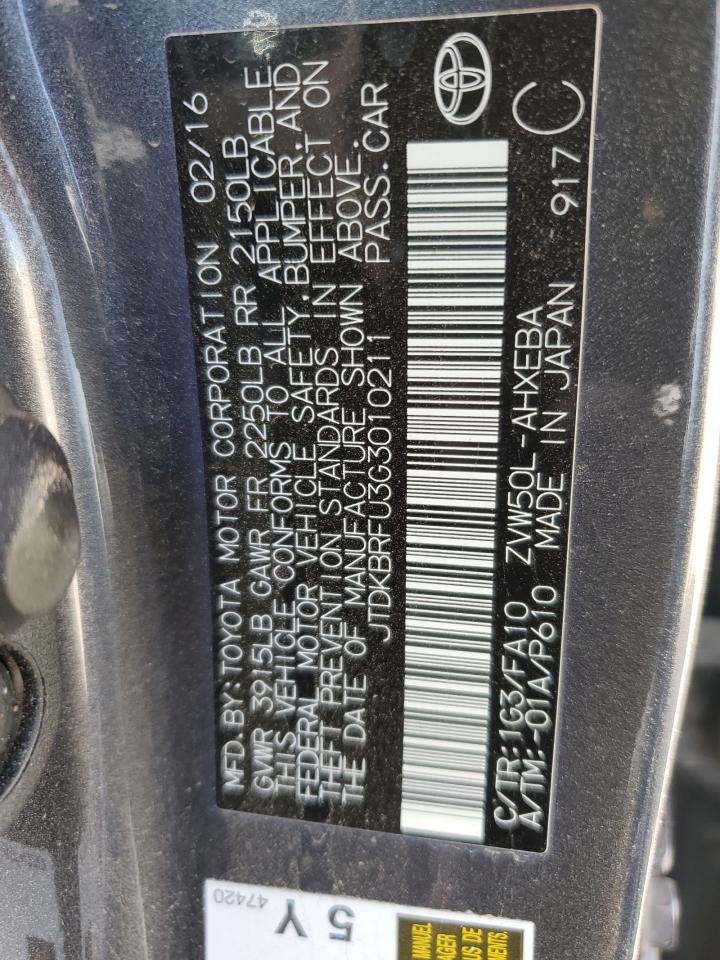 MFD. BY: TOYOTA MOTOR CORPORATION 02/16
GVWR 3915LB GAWR FR 2250LB RR 2150LB
THIS VEHICLE CONFORMS TO ALL APPLICABLE
FEDERAL MOTOR VEHICLE SAFETY, BUMPER, AND
THEFT PREVENTION STANDARDS IN EFFECT ON
THE DATE OF MANUFACTURE SHOWN ABOVE.
JTDKBRFU3G3010211 PASS. CAR
C/TR: 1G3/FA10 ZVW50L-AHXEBA
A/TM: -01A/P610 MADE IN JAPAN 917 C
47420
5 Y
MANUEL